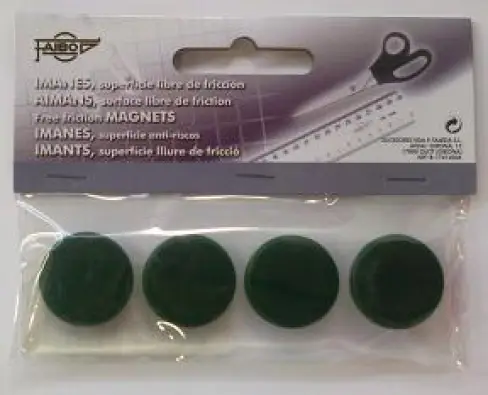 FAIBO
IMANES, superficie libre de fricción
AIMANS, surface libre de friction
Free friction MAGNETS
IMANES, superficie anti-riscos
IMANTS, superfície lliure de fricció